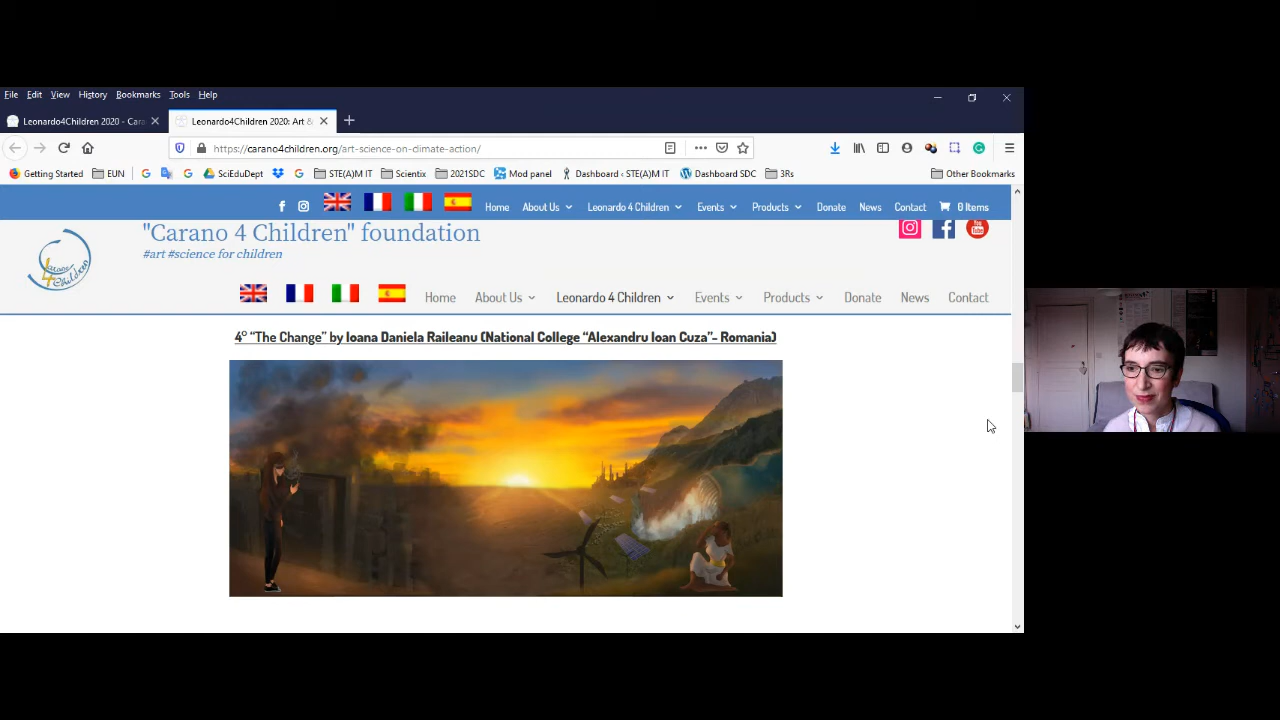 File Edit View History Bookmarks Tools Help
Leonardo4Children 2020 - Cara
Leonardo4Children 2020: Art &
https://carano4children.org/art-science-on-climate-action/
Getting Started EUN SciEduDept STE(A)M IT Scientix 2021SDC Mod panel Dashboard ‹ STE(A)M IT Dashboard SDC 3Rs Other Bookmarks
Home About Us Leonardo 4 Children Events Products Donate News Contact 0 Items
"Carano 4 Children" foundation
#art #science for children
Carano 4 Children
Home About Us Leonardo 4 Children Events Products Donate News Contact
4° “The Change” by Ioana Daniela Raileanu (National College “Alexandru Ioan Cuza”- Romania)